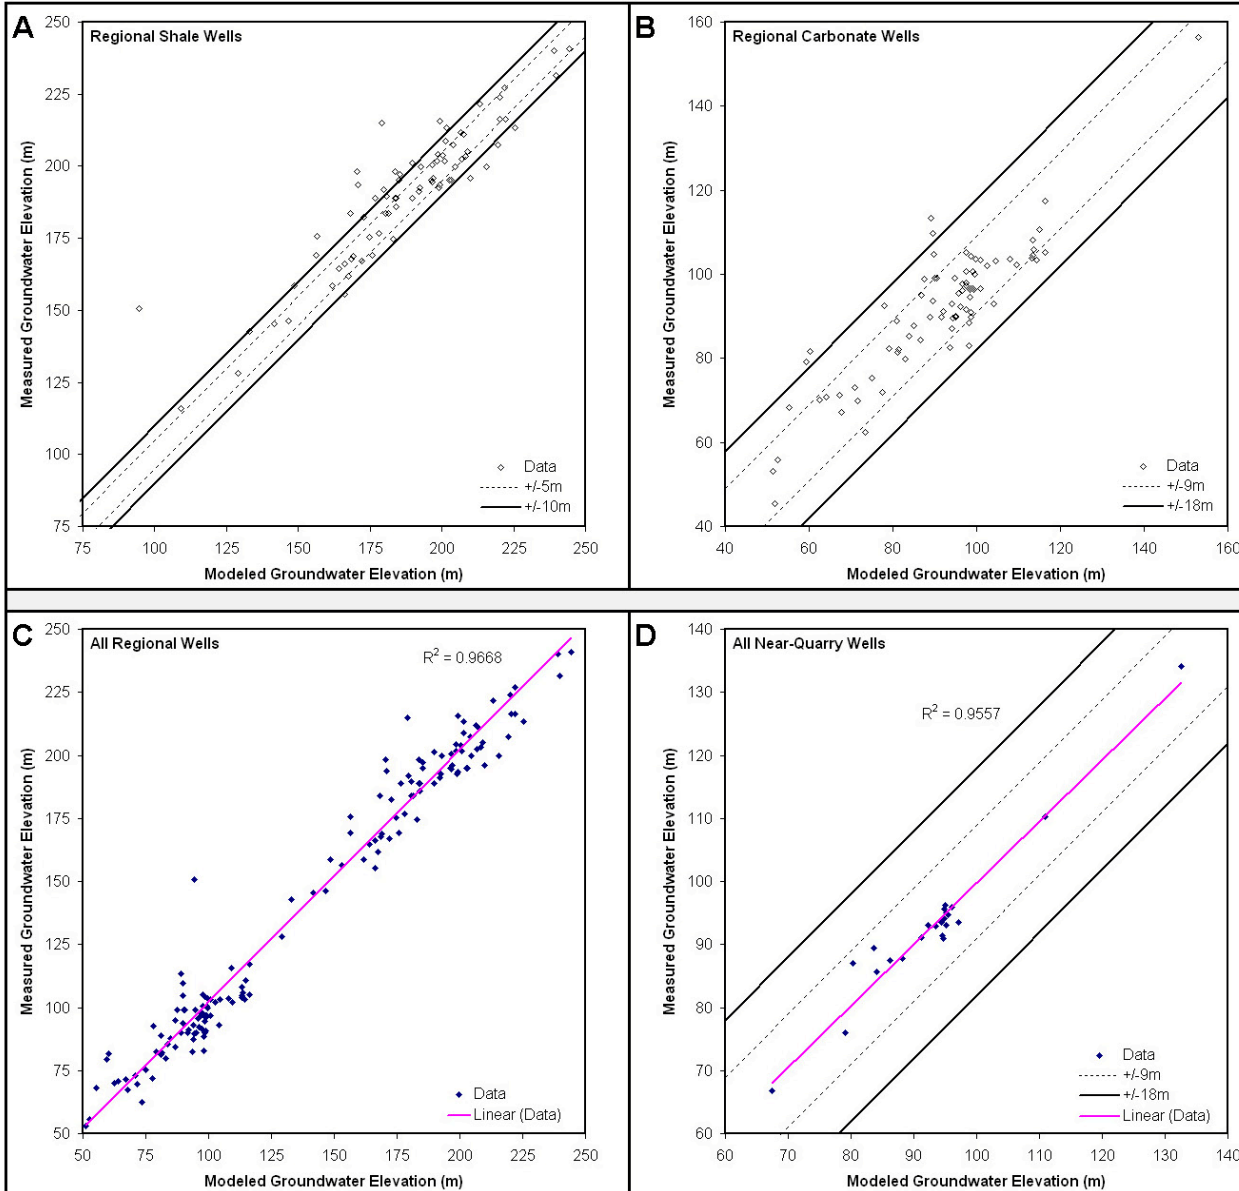 A
Regional Shale Wells
250
225
200
175
150
125
100
75
75 100 125 150 175 200 225 250
Measured Groundwater Elevation (m)
Modeled Groundwater Elevation (m)
Data
+/-5m
+/-10m
B
Regional Carbonate Wells
160
140
120
100
80
60
40
40 60 80 100 120 140 160
Measured Groundwater Elevation (m)
Modeled Groundwater Elevation (m)
Data
+/-9m
+/-18m
C
All Regional Wells
R² = 0.9668
250
225
200
175
150
125
100
75
50
50 75 100 125 150 175 200 225 250
Measured Groundwater Elevation (m)
Modeled Groundwater Elevation (m)
Data
Linear (Data)
D
All Near-Quarry Wells
R² = 0.9557
140
130
120
110
100
90
80
70
60
60 70 80 90 100 110 120 130 140
Measured Groundwater Elevation (m)
Modeled Groundwater Elevation (m)
Data
+/-9m
+/-18m
Linear (Data)